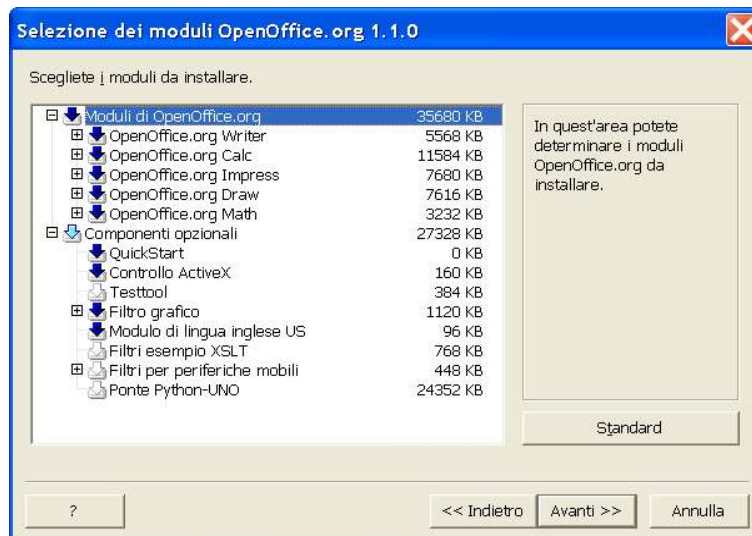 Selezione dei moduli OpenOffice.org 1.1.0
Scegliete i moduli da installare.
Moduli di OpenOffice.org 35680 KB
OpenOffice.org Writer 5568 KB
OpenOffice.org Calc 11584 KB
OpenOffice.org Impress 7680 KB
OpenOffice.org Draw 7616 KB
OpenOffice.org Math 3232 KB
Componenti opzionali 27328 KB
QuickStart 0 KB
Controllo ActiveX 160 KB
Testtool 384 KB
Filtro grafico 1120 KB
Modulo di lingua inglese US 96 KB
Filtri esempio XSLT 768 KB
Filtri per periferiche mobili 448 KB
Ponte Python-UNO 24352 KB
In quest'area potete
determinare i moduli
OpenOffice.org da
installare.
Standard
?
<< Indietro
Avanti >>
Annulla